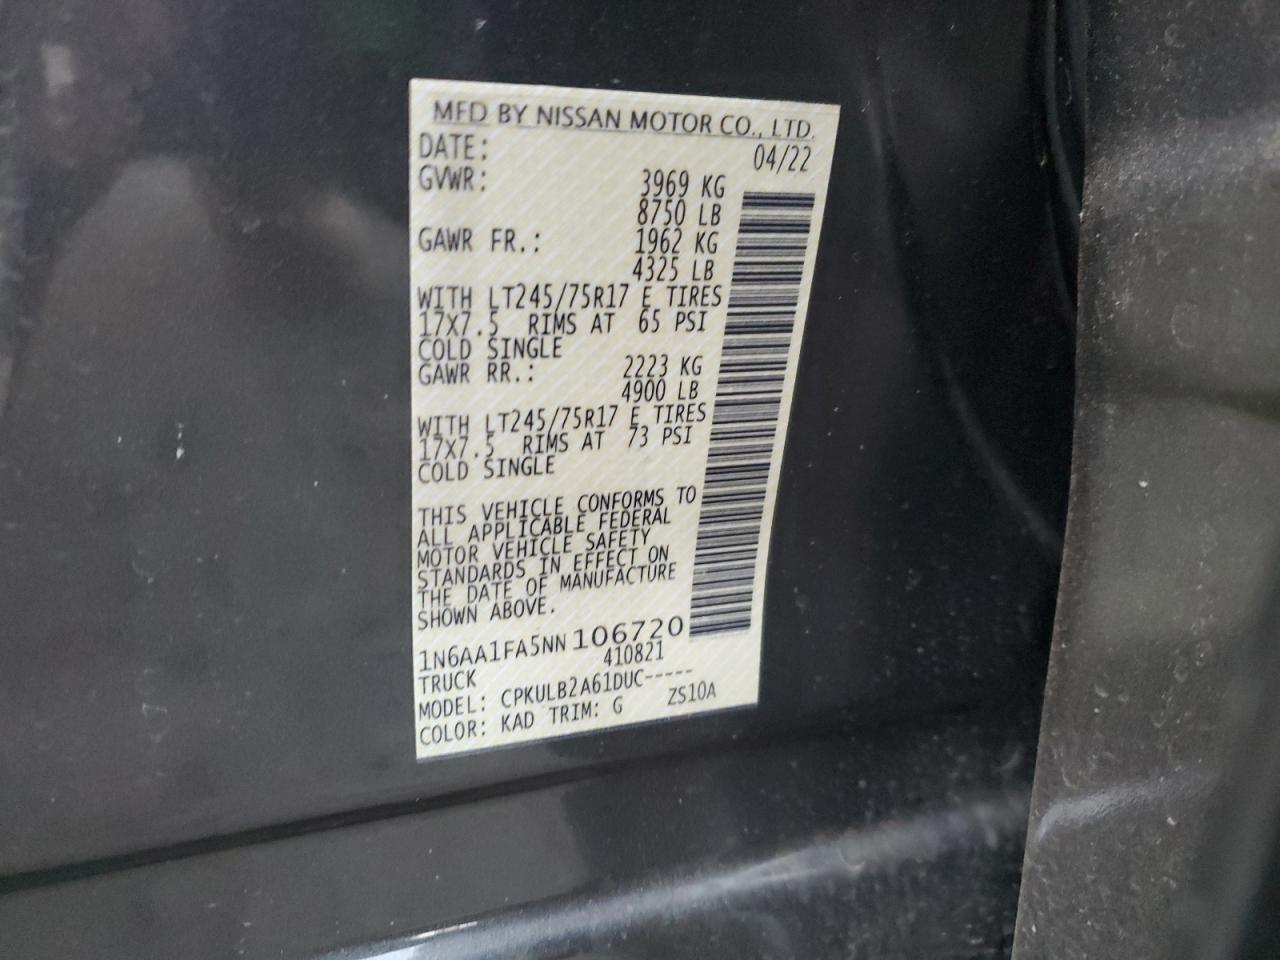 MFD BY NISSAN MOTOR CO., LTD.
DATE: 04/22
GVWR: 3969 KG
8750 LB
GAWR FR.: 1962 KG
4325 LB
WITH LT245/75R17 E TIRES
17X7.5 RIMS AT 65 PSI
COLD SINGLE
GAWR RR.: 2223 KG
4900 LB
WITH LT245/75R17 E TIRES
17X7.5 RIMS AT 73 PSI
COLD SINGLE
THIS VEHICLE CONFORMS TO
ALL APPLICABLE FEDERAL
MOTOR VEHICLE SAFETY
STANDARDS IN EFFECT ON
THE DATE OF MANUFACTURE
SHOWN ABOVE.
1N6AA1FA5NN106720
TRUCK 410821
MODEL: CPKULB2A61DUC-----
COLOR: KAD TRIM: G ZS10A